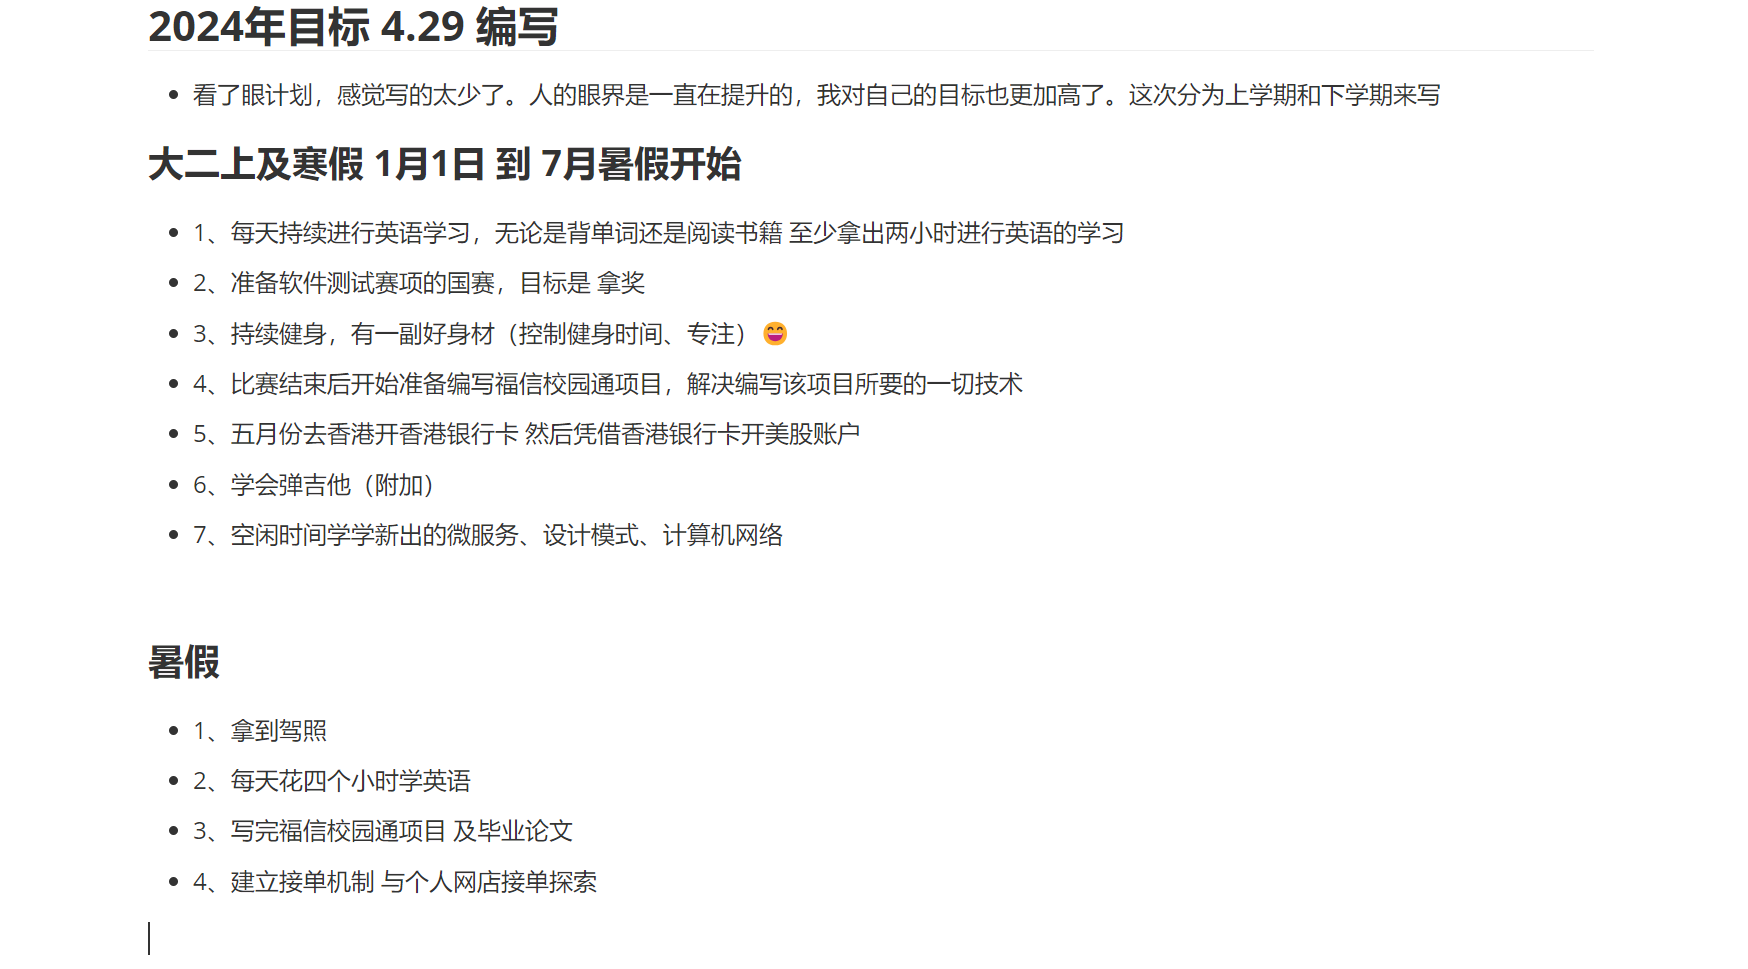 2024年目标 4.29 编写
看了眼计划，感觉写的太少了。人的眼界是一直在提升的，我对自己的目标也更加高了。这次分为上学期和下学期来写
大二上及寒假 1月1日 到 7月暑假开始
1、每天持续进行英语学习，无论是背单词还是阅读书籍 至少拿出两小时进行英语的学习
2、准备软件测试赛项的国赛，目标是 拿奖
3、持续健身，有一副好身材（控制健身时间、专注）😄
4、比赛结束后开始准备编写福信校园通项目，解决编写该项目所要的一切技术
5、五月份去香港开香港银行卡 然后凭借香港银行卡开美股账户
6、学会弹吉他（附加）
7、空闲时间学学新出的微服务、设计模式、计算机网络
暑假
1、拿到驾照
2、每天花四个小时学英语
3、写完福信校园通项目 及毕业论文
4、建立接单机制 与个人网店接单探索